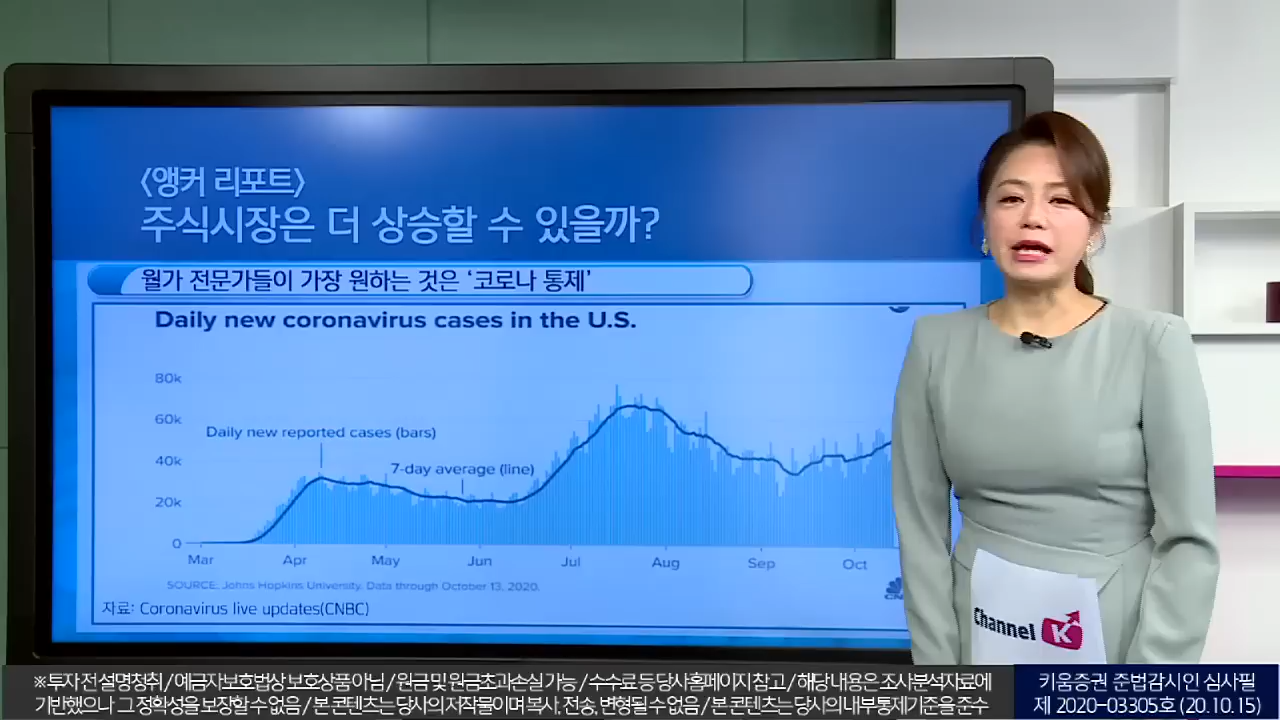 〈앵커 리포트〉
주식시장은 더 상승할 수 있을까?
월가 전문가들이 가장 원하는 것은 ‘코로나 통제’
Daily new coronavirus cases in the U.S.
80k
60k
Daily new reported cases (bars)
40k
7-day average (line)
20k
0
Mar Apr May Jun Jul Aug Sep Oct
SOURCE: Johns Hopkins University. Data through October 13, 2020.
자료: Coronavirus live updates(CNBC)
Channel K
※ 투자 전 설명청취 / 예금자보호법상 보호상품 아님 / 원금 및 원금초과손실 가능 / 수수료 등 당사 홈페이지 참고 / 해당 내용은 조사분석자료에
기반했으나 그 정확성을 보장할 수 없음 / 본 콘텐츠는 당사의 저작물이며 복사, 전송, 변형될 수 없음 / 본 콘텐츠는 당사의 내부통제기준을 준수
키움증권 준법감시인 심사필
제 2020-03305호 (20.10.15)